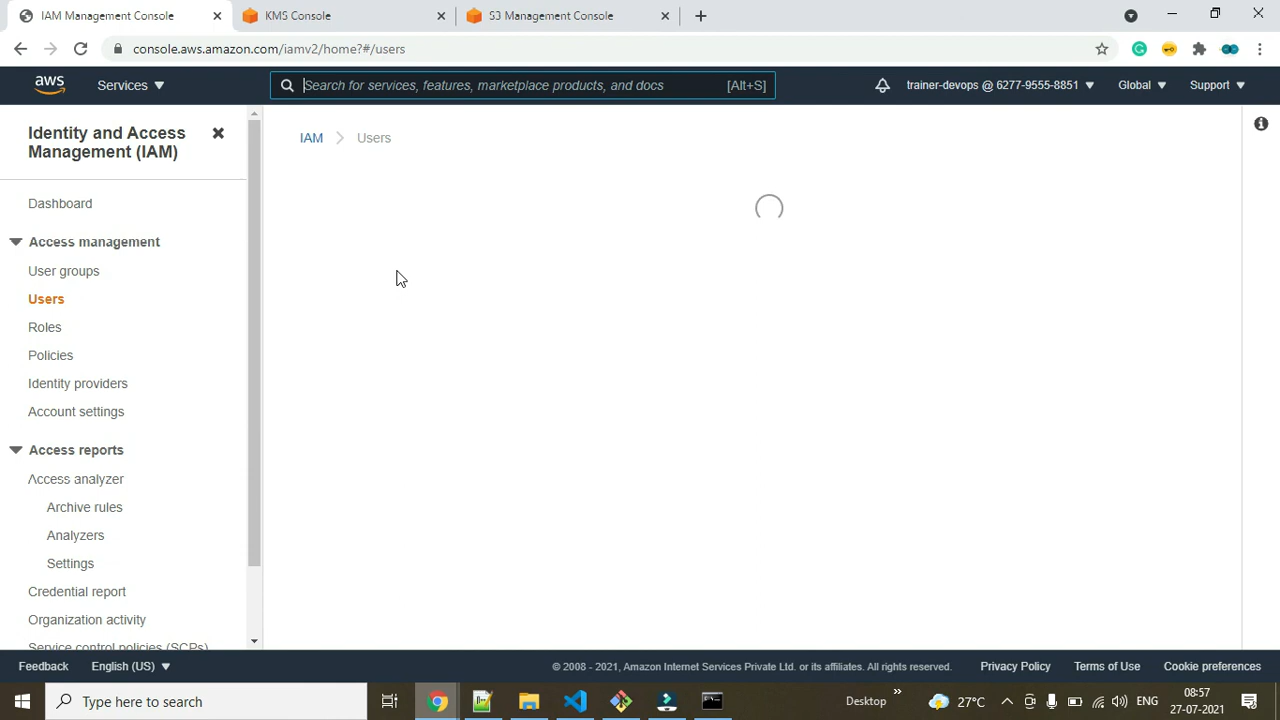 IAM Management Console
KMS Console
S3 Management Console
console.aws.amazon.com/iamv2/home?#/users
aws
Services
Search for services, features, marketplace products, and docs
[Alt+S]
trainer-devops @ 6277-9555-8851
Global
Support
Identity and Access
Management (IAM)
IAM
Users
Dashboard
Access management
User groups
Users
Roles
Policies
Identity providers
Account settings
Access reports
Access analyzer
Archive rules
Analyzers
Settings
Credential report
Organization activity
Service control policies (SCPs)
Feedback
English (US)
© 2008 - 2021, Amazon Internet Services Private Ltd. or its affiliates. All rights reserved.
Privacy Policy
Terms of Use
Cookie preferences
Type here to search
Desktop
27°C
ENG
08:57
27-07-2021